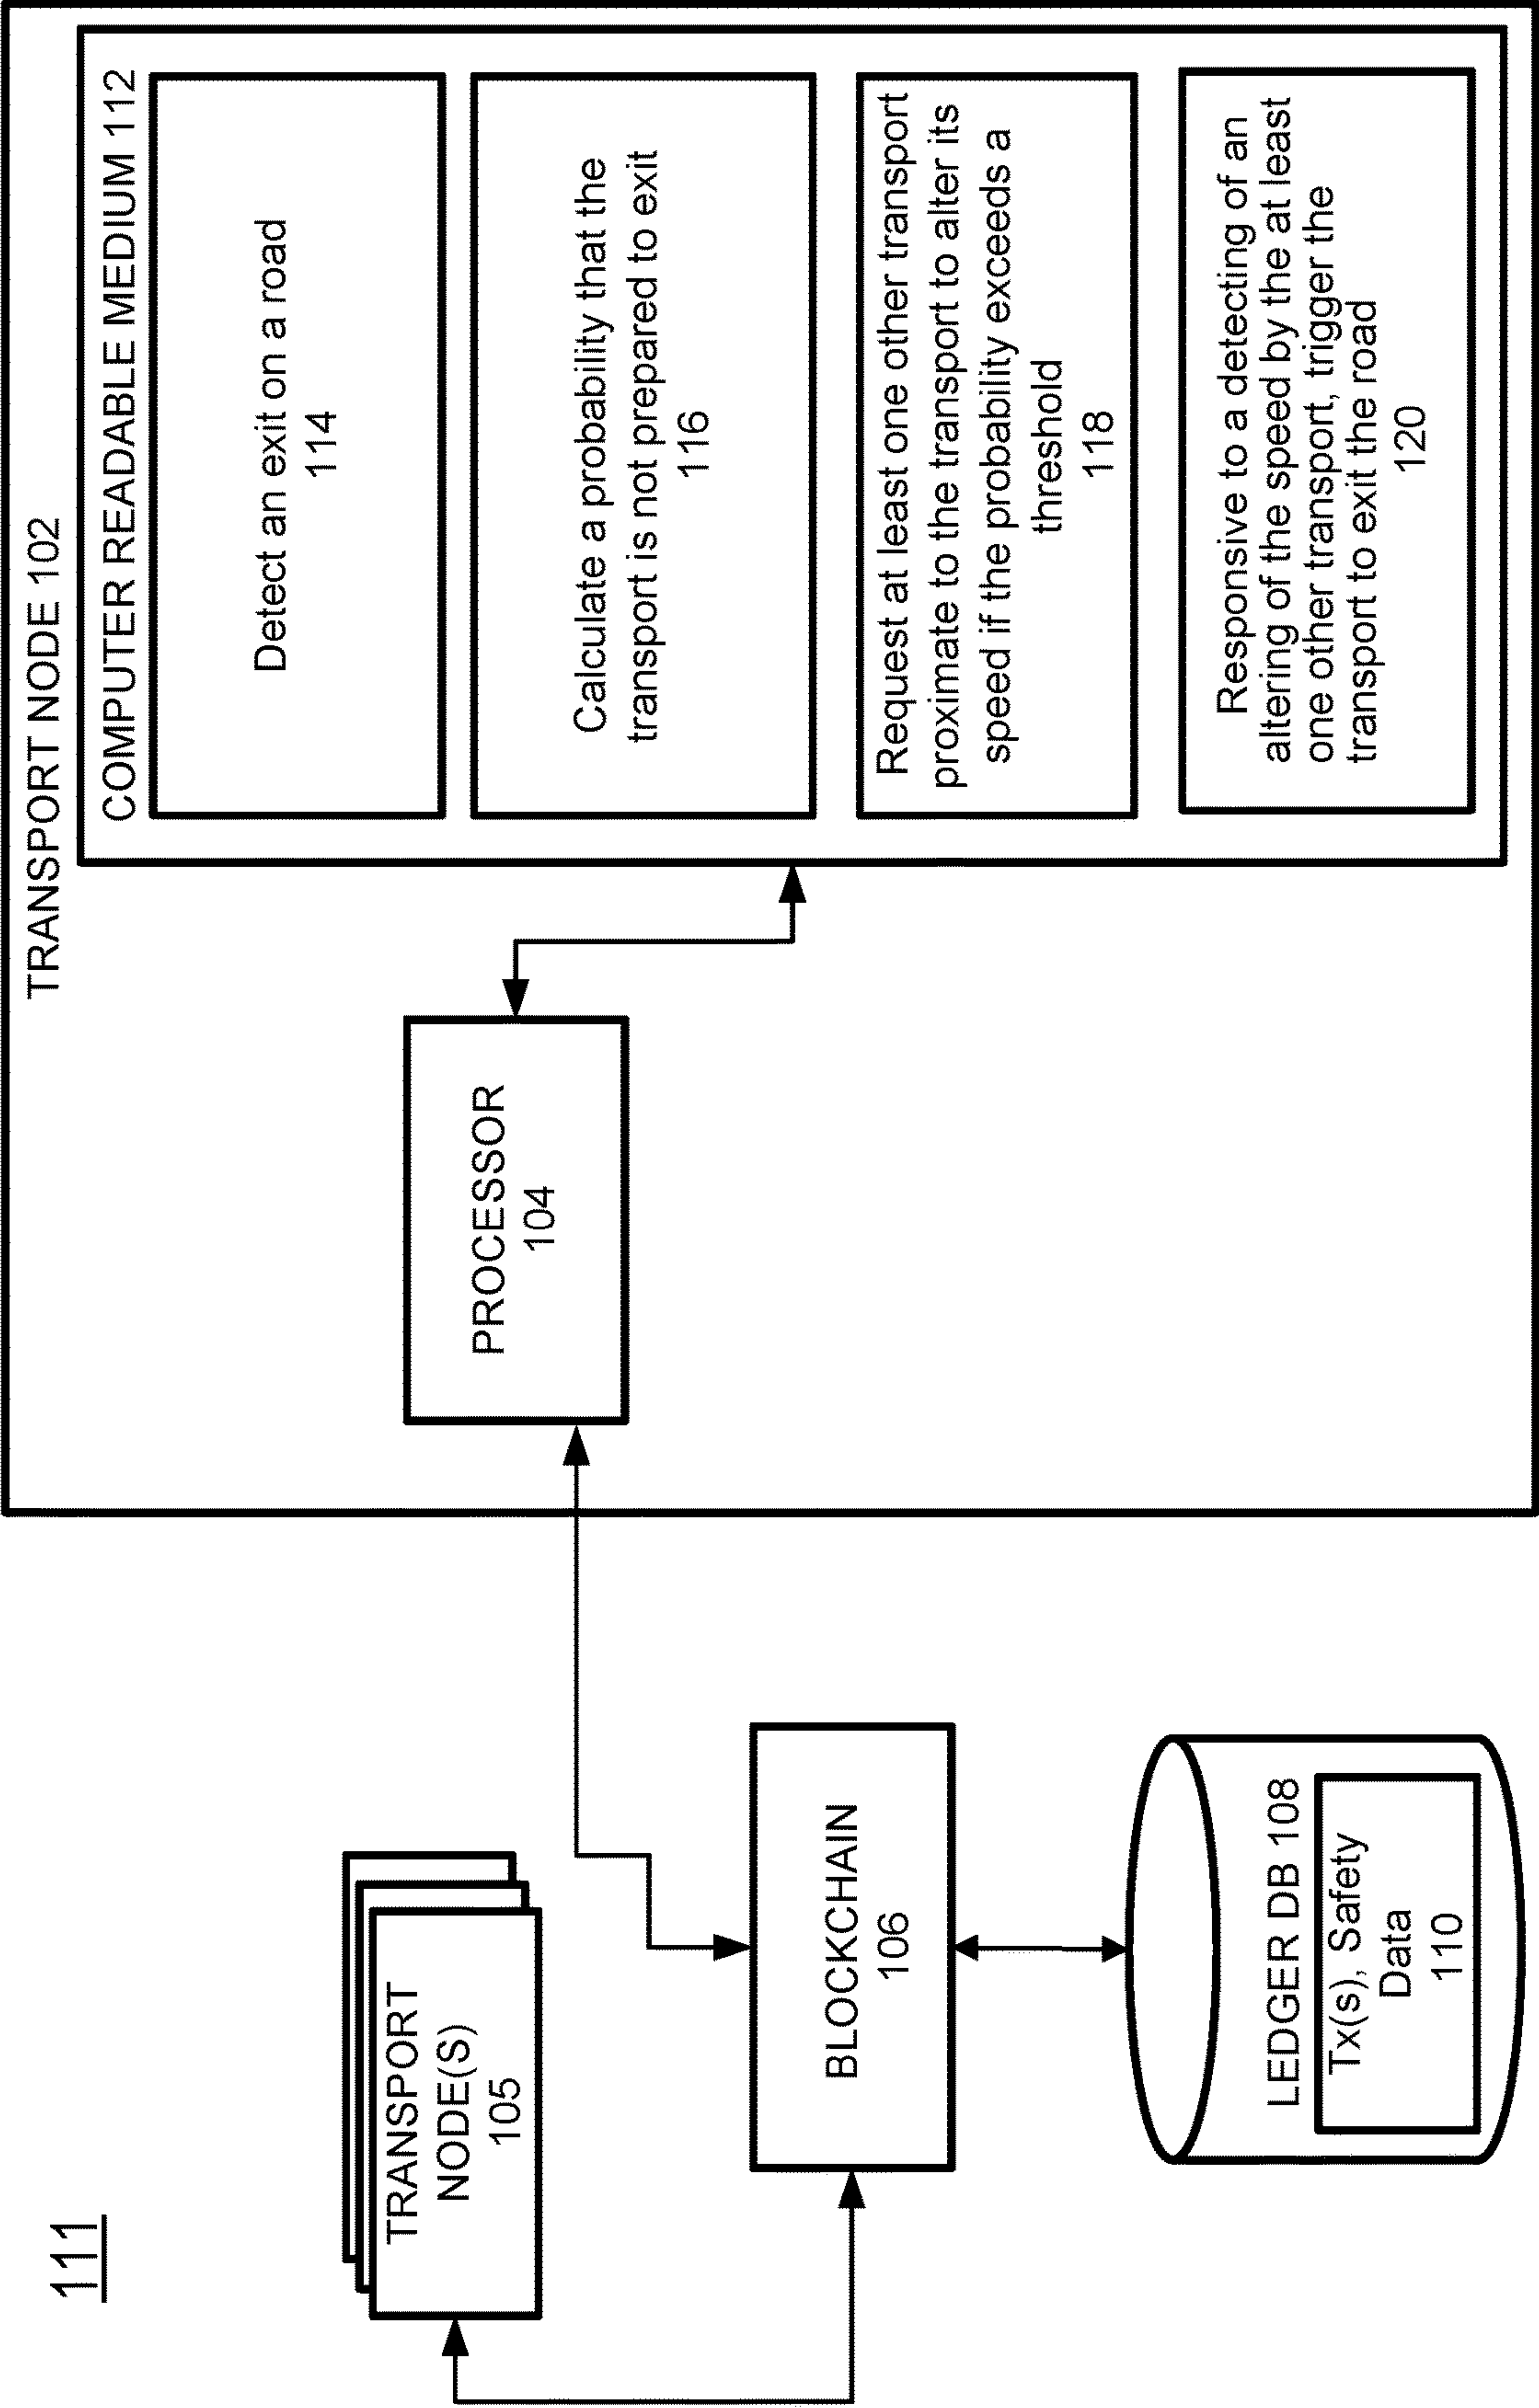 111
TRANSPORT
NODE(S)
105
BLOCKCHAIN
106
LEDGER DB 108
Tx(s), Safety
Data
110
TRANSPORT NODE 102
PROCESSOR
104
COMPUTER READABLE MEDIUM 112
Detect an exit on a road
114
Calculate a probability that the
transport is not prepared to exit
116
Request at least one other transport
proximate to the transport to alter its
speed if the probability exceeds a
threshold
118
Responsive to a detecting of an
altering of the speed by the at least
one other transport, trigger the
transport to exit the road
120